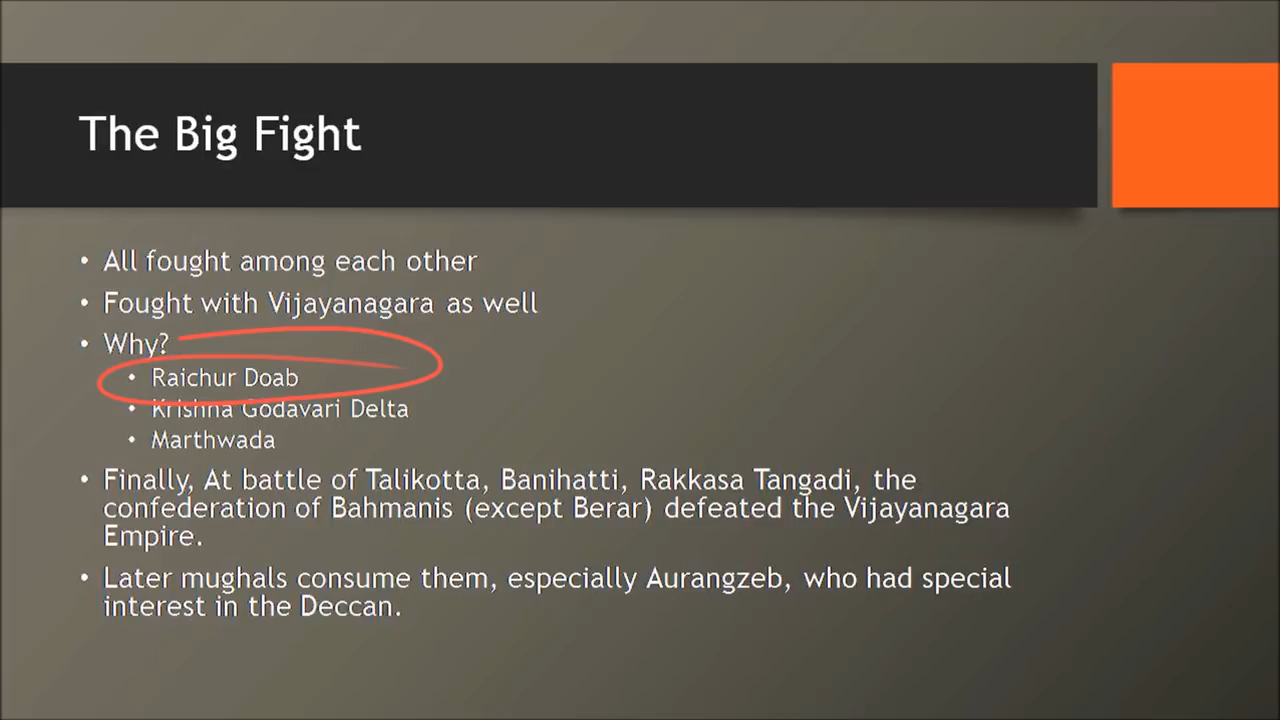 The Big Fight
• All fought among each other
• Fought with Vijayanagara as well
• Why?
• Raichur Doab
• Krishna Godavari Delta
• Marthwada
• Finally, At battle of Talikotta, Banihatti, Rakkasa Tangadi, the
confederation of Bahmanis (except Berar) defeated the Vijayanagara
Empire.
• Later mughals consume them, especially Aurangzeb, who had special
interest in the Deccan.